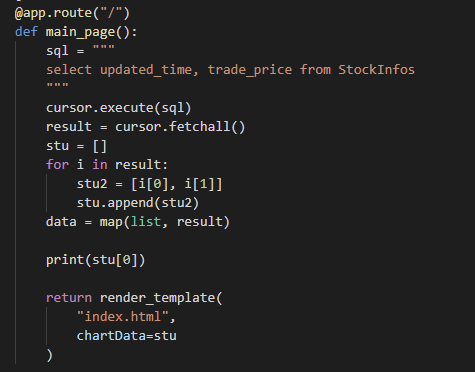 @app.route("/")
def main_page():
    sql = """
    select updated_time, trade_price from StockInfos
    """
    cursor.execute(sql)
    result = cursor.fetchall()
    stu = []
    for i in result:
        stu2 = [i[0], i[1]]
        stu.append(stu2)
    data = map(list, result)

    print(stu[0])

    return render_template(
        "index.html",
        chartData=stu
    )